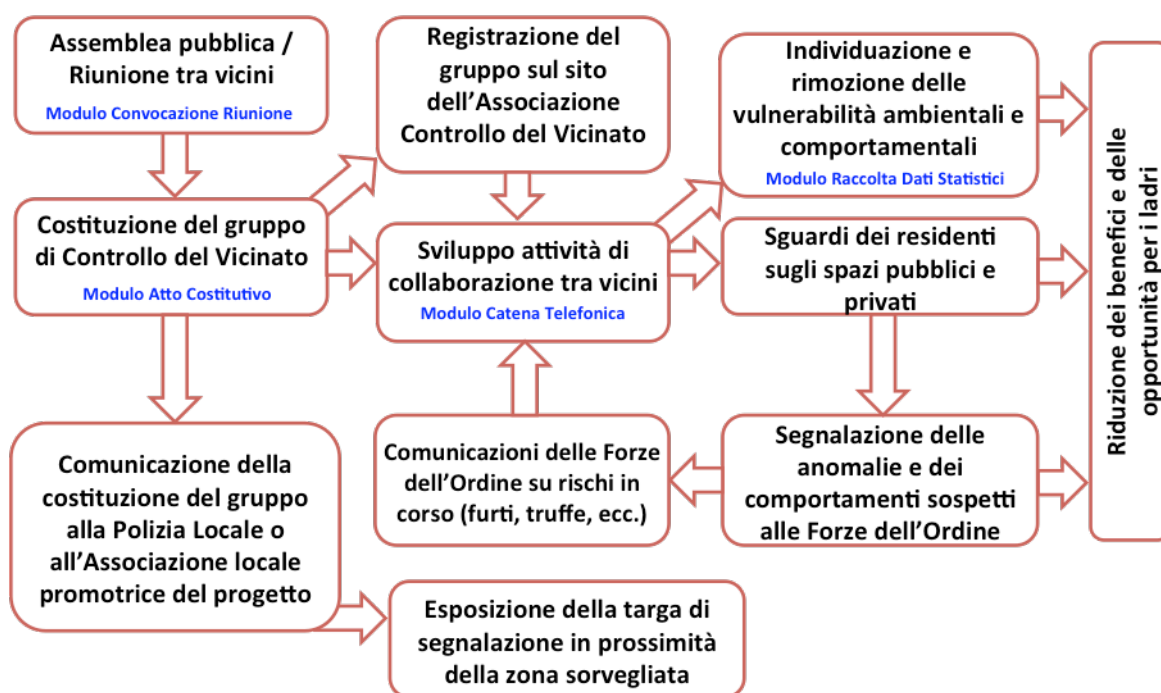 Assemblea pubblica /
Riunione tra vicini
Modulo Convocazione Riunione
Registrazione del
gruppo sul sito
dell'Associazione
Controllo del Vicinato
Individuazione e
rimozione delle
vulnerabilità ambientali e
comportamentali
Modulo Raccolta Dati Statistici
Costituzione del gruppo
di Controllo del Vicinato
Modulo Atto Costitutivo
Sviluppo attività di
collaborazione tra vicini
Modulo Catena Telefonica
Sguardi dei residenti
sugli spazi pubblici e
privati
Riduzione dei benefici e delle
opportunità per i ladri
Comunicazione della
costituzione del gruppo
alla Polizia Locale o
all'Associazione locale
promotrice del progetto
Comunicazioni delle Forze
dell'Ordine su rischi in
corso (furti, truffe, ecc.)
Segnalazione delle
anomalie e dei
comportamenti sospetti
alle Forze dell'Ordine
Esposizione della targa di
segnalazione in prossimità
della zona sorvegliata